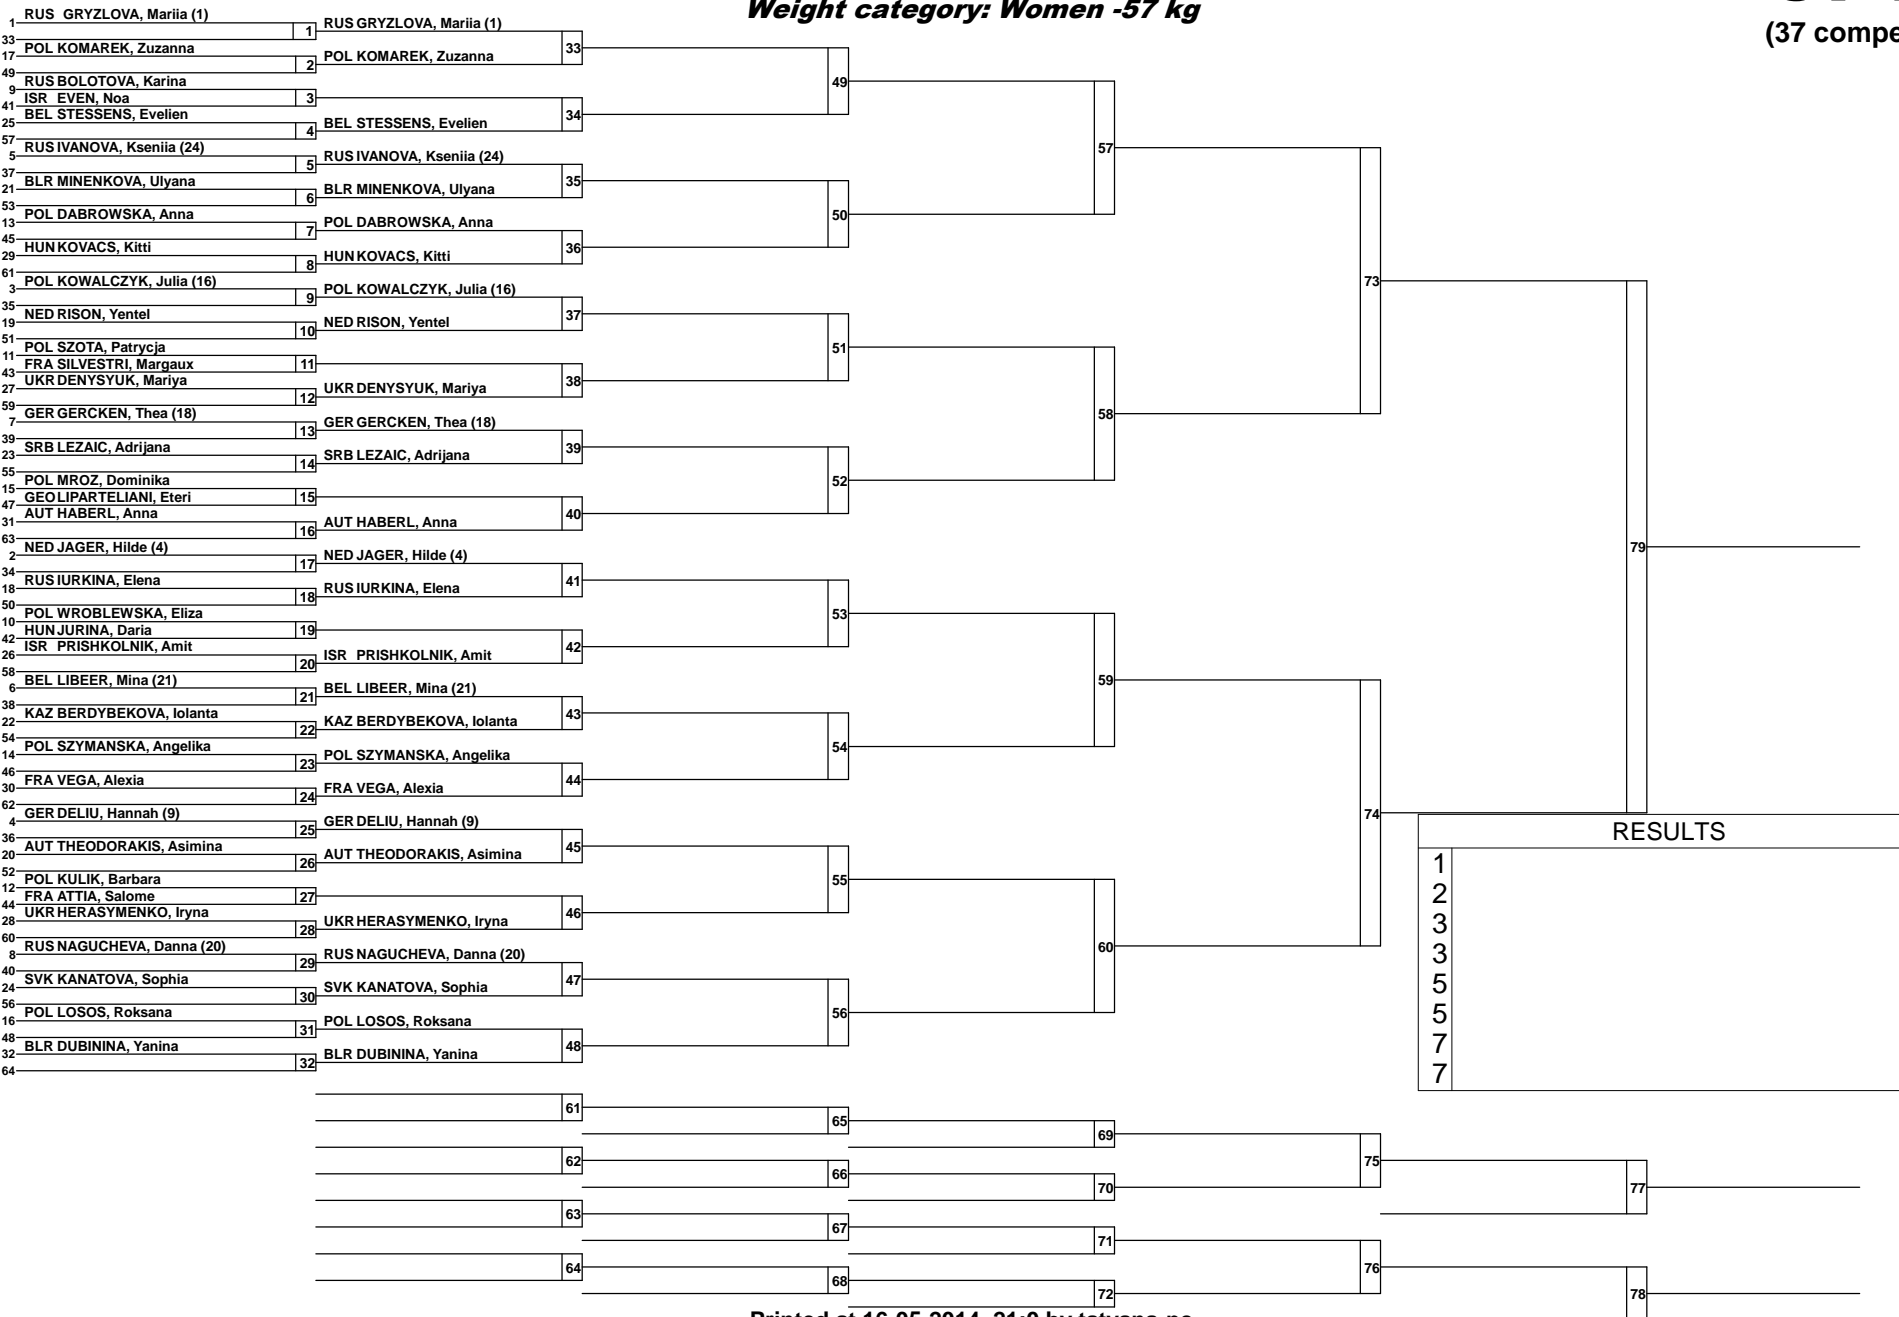 Weight category: Women -57 kg
(37 compe
1 RUS GRYZLOVA, Mariia (1)
33
1 RUS GRYZLOVA, Mariia (1)
17 POL KOMAREK, Zuzanna
49
2 POL KOMAREK, Zuzanna
9 RUS BOLOTOVA, Karina
41 ISR EVEN, Noa
3
25 BEL STESSENS, Evelien
57
4 BEL STESSENS, Evelien
5 RUS IVANOVA, Kseniia (24)
37
5 RUS IVANOVA, Kseniia (24)
21 BLR MINENKOVA, Ulyana
53
6 BLR MINENKOVA, Ulyana
13 POL DABROWSKA, Anna
45
7 POL DABROWSKA, Anna
29 HUN KOVACS, Kitti
61
8 HUN KOVACS, Kitti
3 POL KOWALCZYK, Julia (16)
35
9 POL KOWALCZYK, Julia (16)
19 NED RISON, Yentel
51
10 NED RISON, Yentel
11 POL SZOTA, Patrycja
43 FRA SILVESTRI, Margaux
11
27 UKR DENYSYUK, Mariya
59
12 UKR DENYSYUK, Mariya
7 GER GERCKEN, Thea (18)
39
13 GER GERCKEN, Thea (18)
23 SRB LEZAIC, Adrijana
55
14 SRB LEZAIC, Adrijana
15 POL MROZ, Dominika
47 GEO LIPARTELIANI, Eteri
15
31 AUT HABERL, Anna
63
16 AUT HABERL, Anna
2 NED JAGER, Hilde (4)
34
17 NED JAGER, Hilde (4)
18 RUS IURKINA, Elena
50
18 RUS IURKINA, Elena
10 POL WROBLEWSKA, Eliza
42 HUN JURINA, Daria
19
26 ISR PRISHKOLNIK, Amit
58
20 ISR PRISHKOLNIK, Amit
6 BEL LIBEER, Mina (21)
38
21 BEL LIBEER, Mina (21)
22 KAZ BERDYBEKOVA, Iolanta
54
22 KAZ BERDYBEKOVA, Iolanta
14 POL SZYMANSKA, Angelika
46
23 POL SZYMANSKA, Angelika
30 FRA VEGA, Alexia
62
24 FRA VEGA, Alexia
4 GER DELIU, Hannah (9)
36
25 GER DELIU, Hannah (9)
20 AUT THEODORAKIS, Asimina
52
26 AUT THEODORAKIS, Asimina
12 POL KULIK, Barbara
44 FRA ATTIA, Salome
27
28 UKR HERASYMENKO, Iryna
60
28 UKR HERASYMENKO, Iryna
8 RUS NAGUCHEVA, Danna (20)
40
29 RUS NAGUCHEVA, Danna (20)
24 SVK KANATOVA, Sophia
56
30 SVK KANATOVA, Sophia
16 POL LOSOS, Roksana
48
31 POL LOSOS, Roksana
32 BLR DUBININA, Yanina
64
32 BLR DUBININA, Yanina
33
34
35
36
37
38
39
40
41
42
43
44
45
46
47
48
49
50
51
52
53
54
55
56
57
58
59
60
73
74
79
RESULTS
1
2
3
3
5
5
7
7
61
62
63
64
65
66
67
68
69
70
71
72
75
76
77
78
Printed at 16-05-2014, 21:0 by tatyana-pc